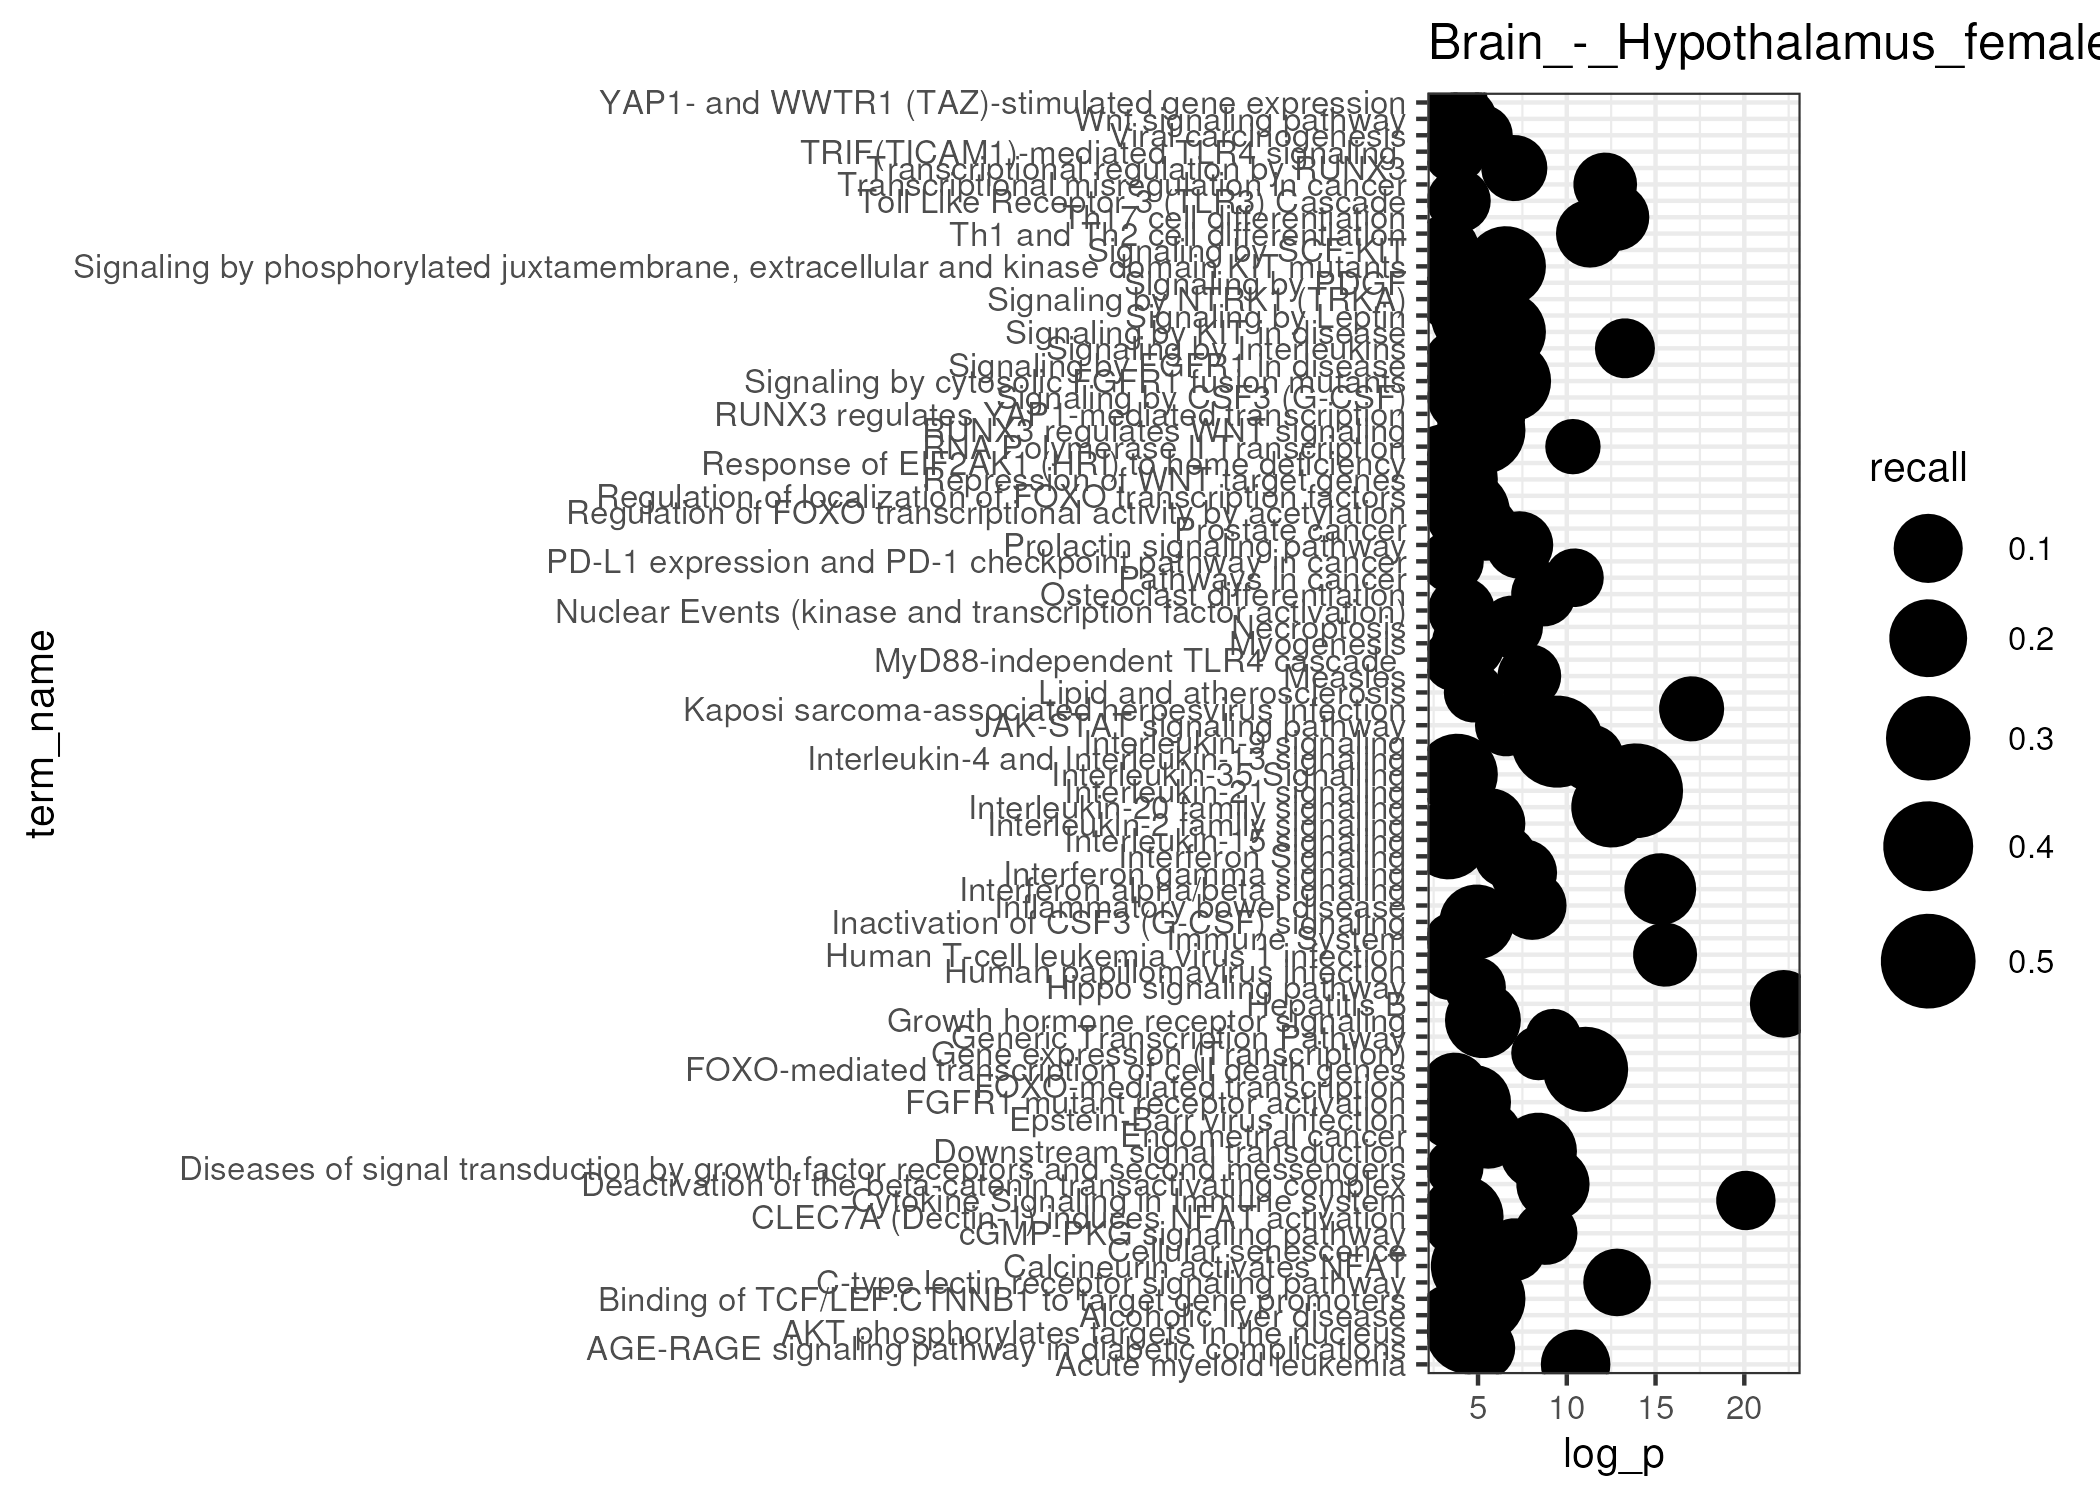 Brain_-_Hypothalamus_female
YAP1- and WWTR1 (TAZ)-stimulated gene expression
Wnt signaling pathway
Viral carcinogenesis
TRIF(TICAM1)-mediated TLR4 signaling
Transcriptional regulation by RUNX3
Transcriptional misregulation in cancer
Toll Like Receptor 3 (TLR3) Cascade
Th17 cell differentiation
Th1 and Th2 cell differentiation
Signaling by SCF-KIT
Signaling by phosphorylated juxtamembrane, extracellular and kinase domain KIT mutants
Signaling by PDGF
Signaling by NTRK1 (TRKA)
Signaling by Leptin
Signaling by KIT in disease
Signaling by Interleukins
Signaling by FGFR1 in disease
Signaling by cytosolic FGFR1 fusion mutants
Signaling by CSF3 (G-CSF)
RUNX3 regulates YAP1-mediated transcription
RUNX3 regulates WNT signaling
RNA Polymerase II Transcription
Response of EIF2AK1 (HRI) to heme deficiency
Repression of WNT target genes
Regulation of localization of FOXO transcription factors
Regulation of FOXO transcriptional activity by acetylation
Prostate cancer
Prolactin signaling pathway
PD-L1 expression and PD-1 checkpoint pathway in cancer
Pathways in cancer
Osteoclast differentiation
Nuclear Events (kinase and transcription factor activation)
Necroptosis
Myogenesis
MyD88-independent TLR4 cascade
Measles
Lipid and atherosclerosis
Kaposi sarcoma-associated herpesvirus infection
JAK-STAT signaling pathway
Interleukin-9 signaling
Interleukin-4 and Interleukin-13 signaling
Interleukin-35 Signalling
Interleukin-21 signaling
Interleukin-20 family signaling
Interleukin-2 family signaling
Interleukin-15 signaling
Interferon Signaling
Interferon gamma signaling
Interferon alpha/beta signaling
Inflammatory bowel disease
Inactivation of CSF3 (G-CSF) signaling
Immune System
Human T-cell leukemia virus 1 infection
Human papillomavirus infection
Hippo signaling pathway
Hepatitis B
Growth hormone receptor signaling
Generic Transcription Pathway
Gene expression (Transcription)
FOXO-mediated transcription of cell death genes
FOXO-mediated transcription
FGFR1 mutant receptor activation
Epstein-Barr virus infection
Endometrial cancer
Downstream signal transduction
Diseases of signal transduction by growth factor receptors and second messengers
Deactivation of the beta-catenin transactivating complex
Cytokine Signaling in Immune system
CLEC7A (Dectin-1) induces NFAT activation
cGMP-PKG signaling pathway
Cellular senescence
Calcineurin activates NFAT
C-type lectin receptor signaling pathway
Binding of TCF/LEF:CTNNB1 to target gene promoters
Alcoholic liver disease
AKT phosphorylates targets in the nucleus
AGE-RAGE signaling pathway in diabetic complications
Acute myeloid leukemia
term_name
5 10 15 20
log_p
recall
0.1
0.2
0.3
0.4
0.5